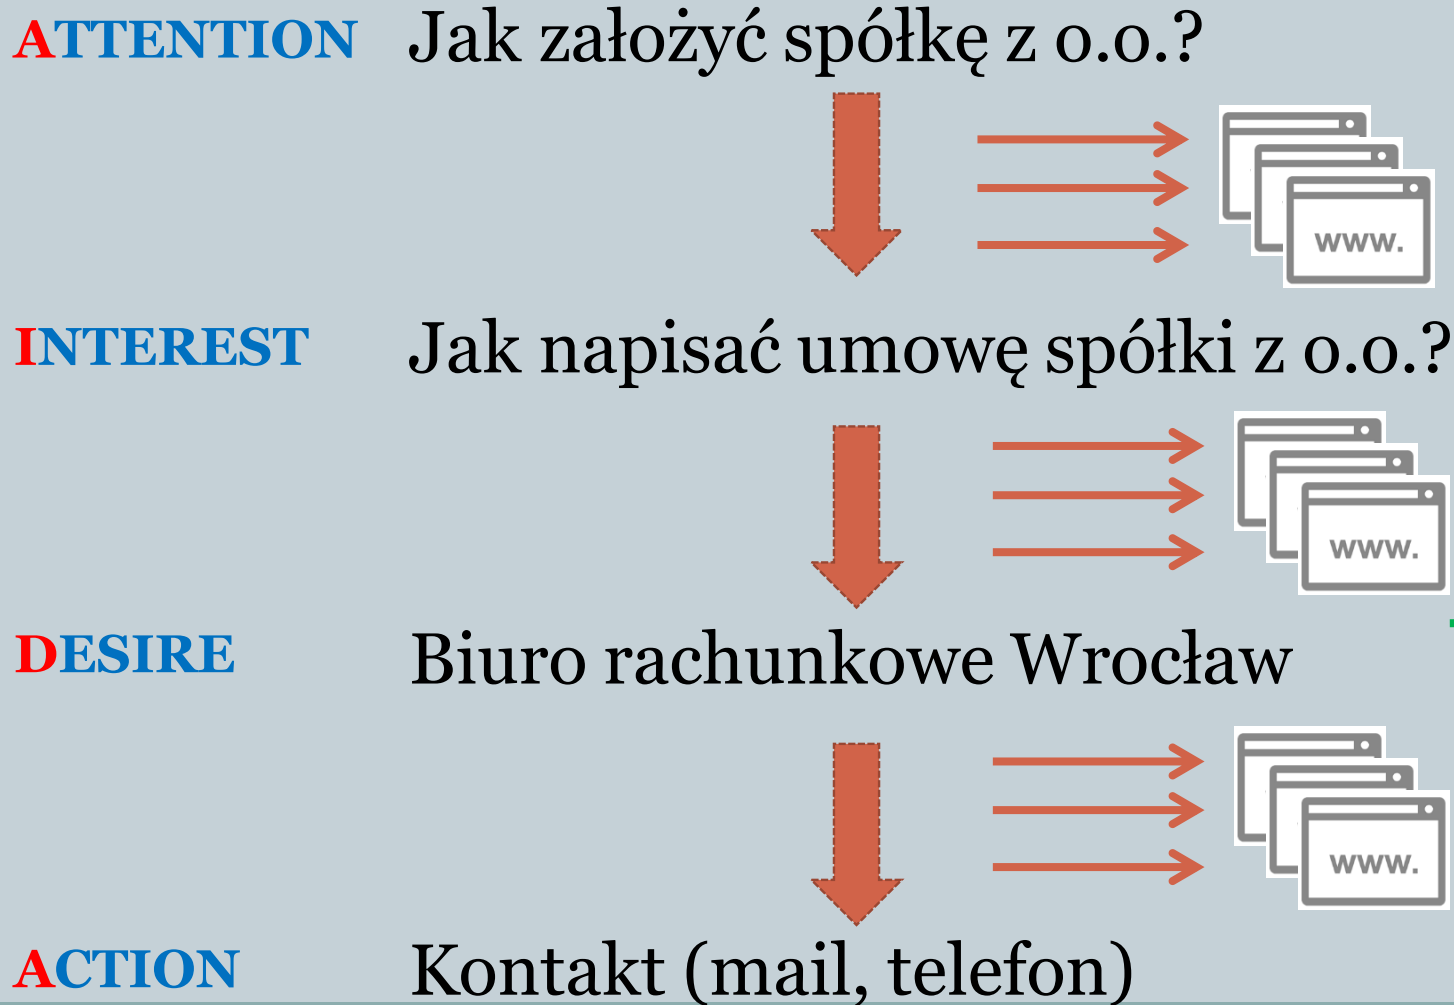 ATTENTION Jak założyć spółkę z o.o.?
www.
INTEREST Jak napisać umowę spółki z o.o.?
www.
DESIRE Biuro rachunkowe Wrocław
www.
ACTION Kontakt (mail, telefon)